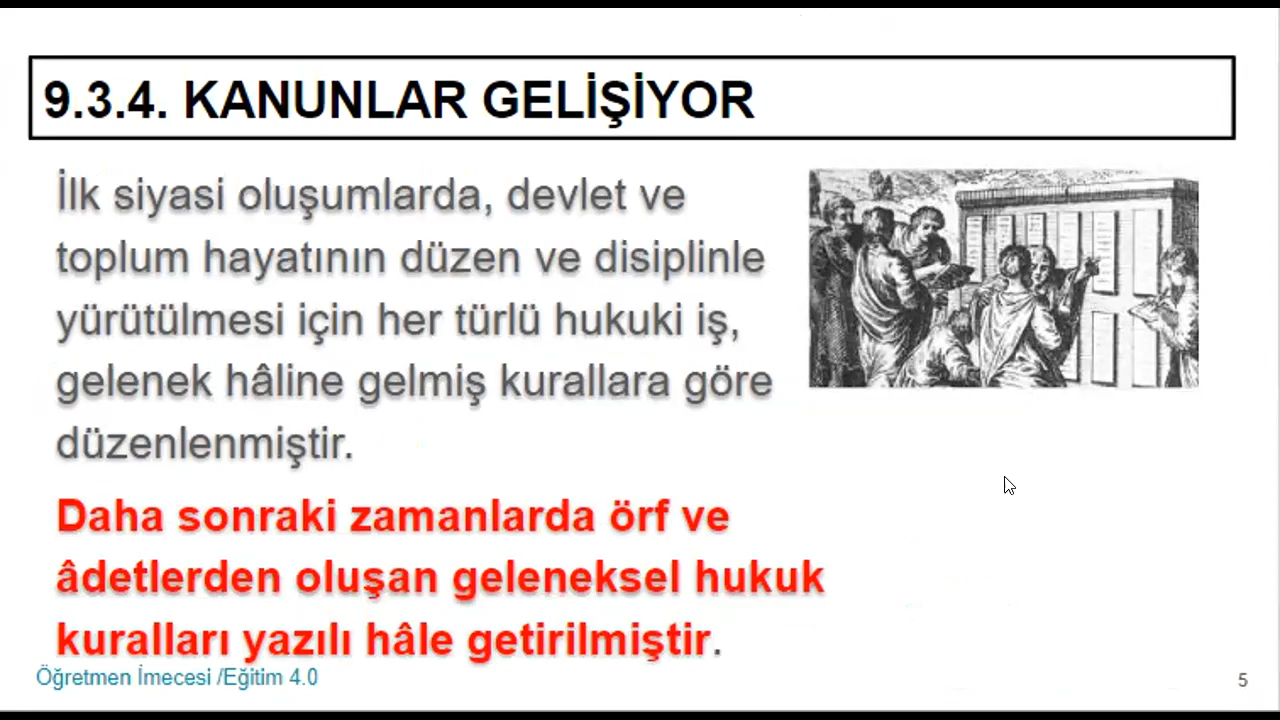 9.3.4. KANUNLAR GELİŞİYOR
İlk siyasi oluşumlarda, devlet ve
toplum hayatının düzen ve disiplinle
yürütülmesi için her türlü hukuki iş,
gelenek hâline gelmiş kurallara göre
düzenlenmiştir.
Daha sonraki zamanlarda örf ve
âdetlerden oluşan geleneksel hukuk
kuralları yazılı hâle getirilmiştir.
Öğretmen İmecesi /Eğitim 4.0
5